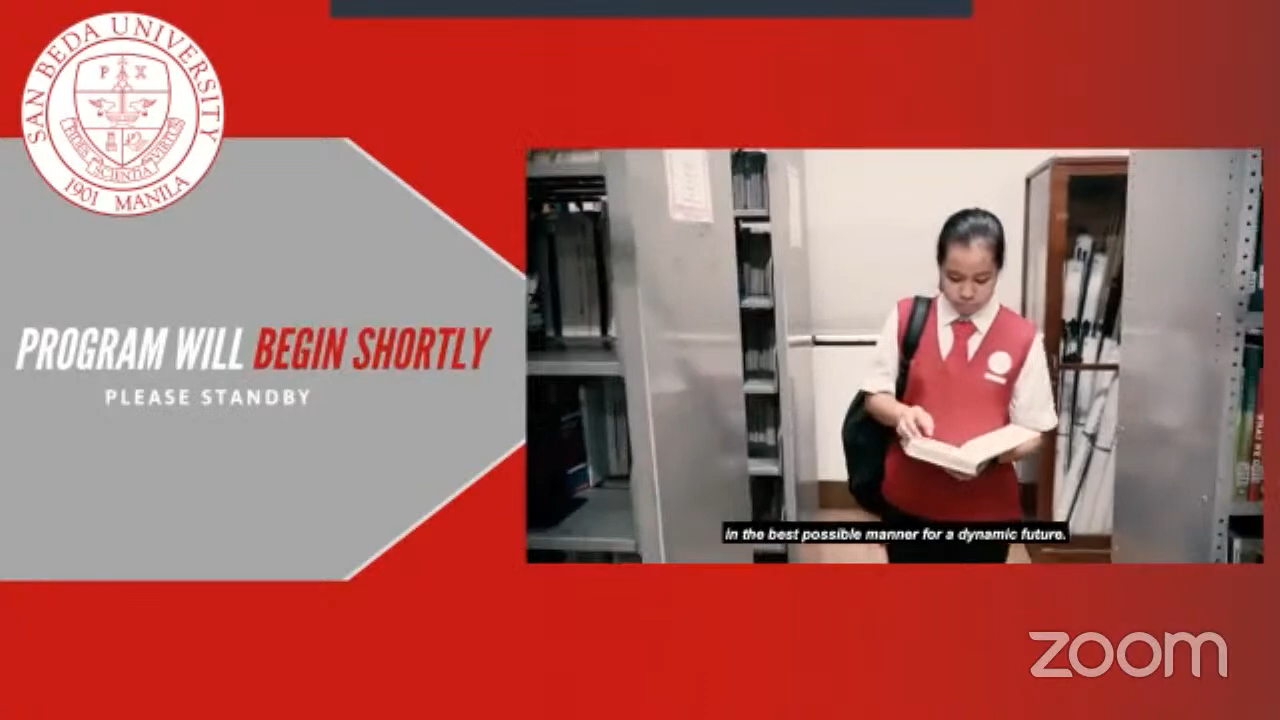 SAN BEDA UNIVERSITY
P X
FIDES SCIENTIA VIRTUS
1901 MANILA
PROGRAM WILL BEGIN SHORTLY
PLEASE STANDBY
in the best possible manner for a dynamic future.
zoom